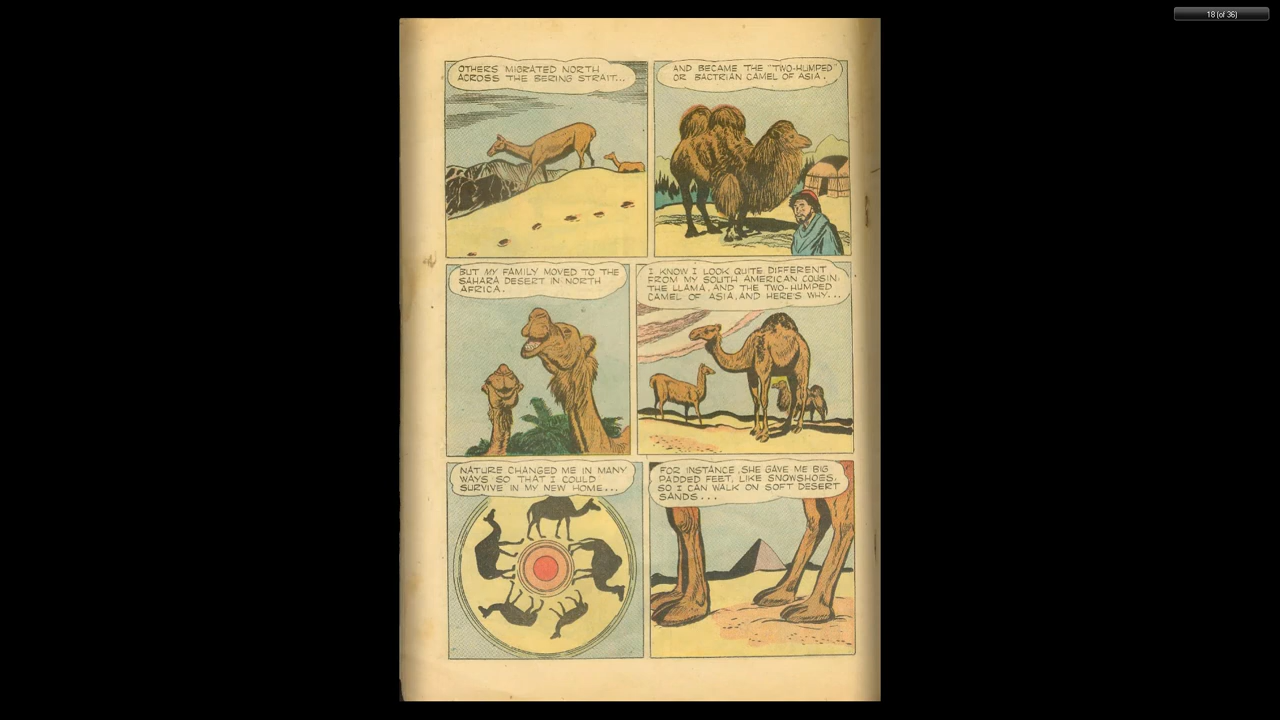 18 (of 36)
OTHERS MIGRATED NORTH
ACROSS THE BERING STRAIT...
AND BECAME THE "TWO-HUMPED"
OR BACTRIAN CAMEL OF ASIA.
BUT MY FAMILY MOVED TO THE
SAHARA DESERT IN NORTH
AFRICA.
I KNOW I LOOK QUITE DIFFERENT
FROM MY SOUTH AMERICAN COUSIN,
THE LLAMA, AND THE TWO-HUMPED
CAMEL OF ASIA, AND HERE'S WHY...
NATURE CHANGED ME IN MANY
WAYS SO THAT I COULD
SURVIVE IN MY NEW HOME...
FOR INSTANCE, SHE GAVE ME BIG
PADDED FEET, LIKE SNOWSHOES,
SO I CAN WALK ON SOFT DESERT
SANDS...